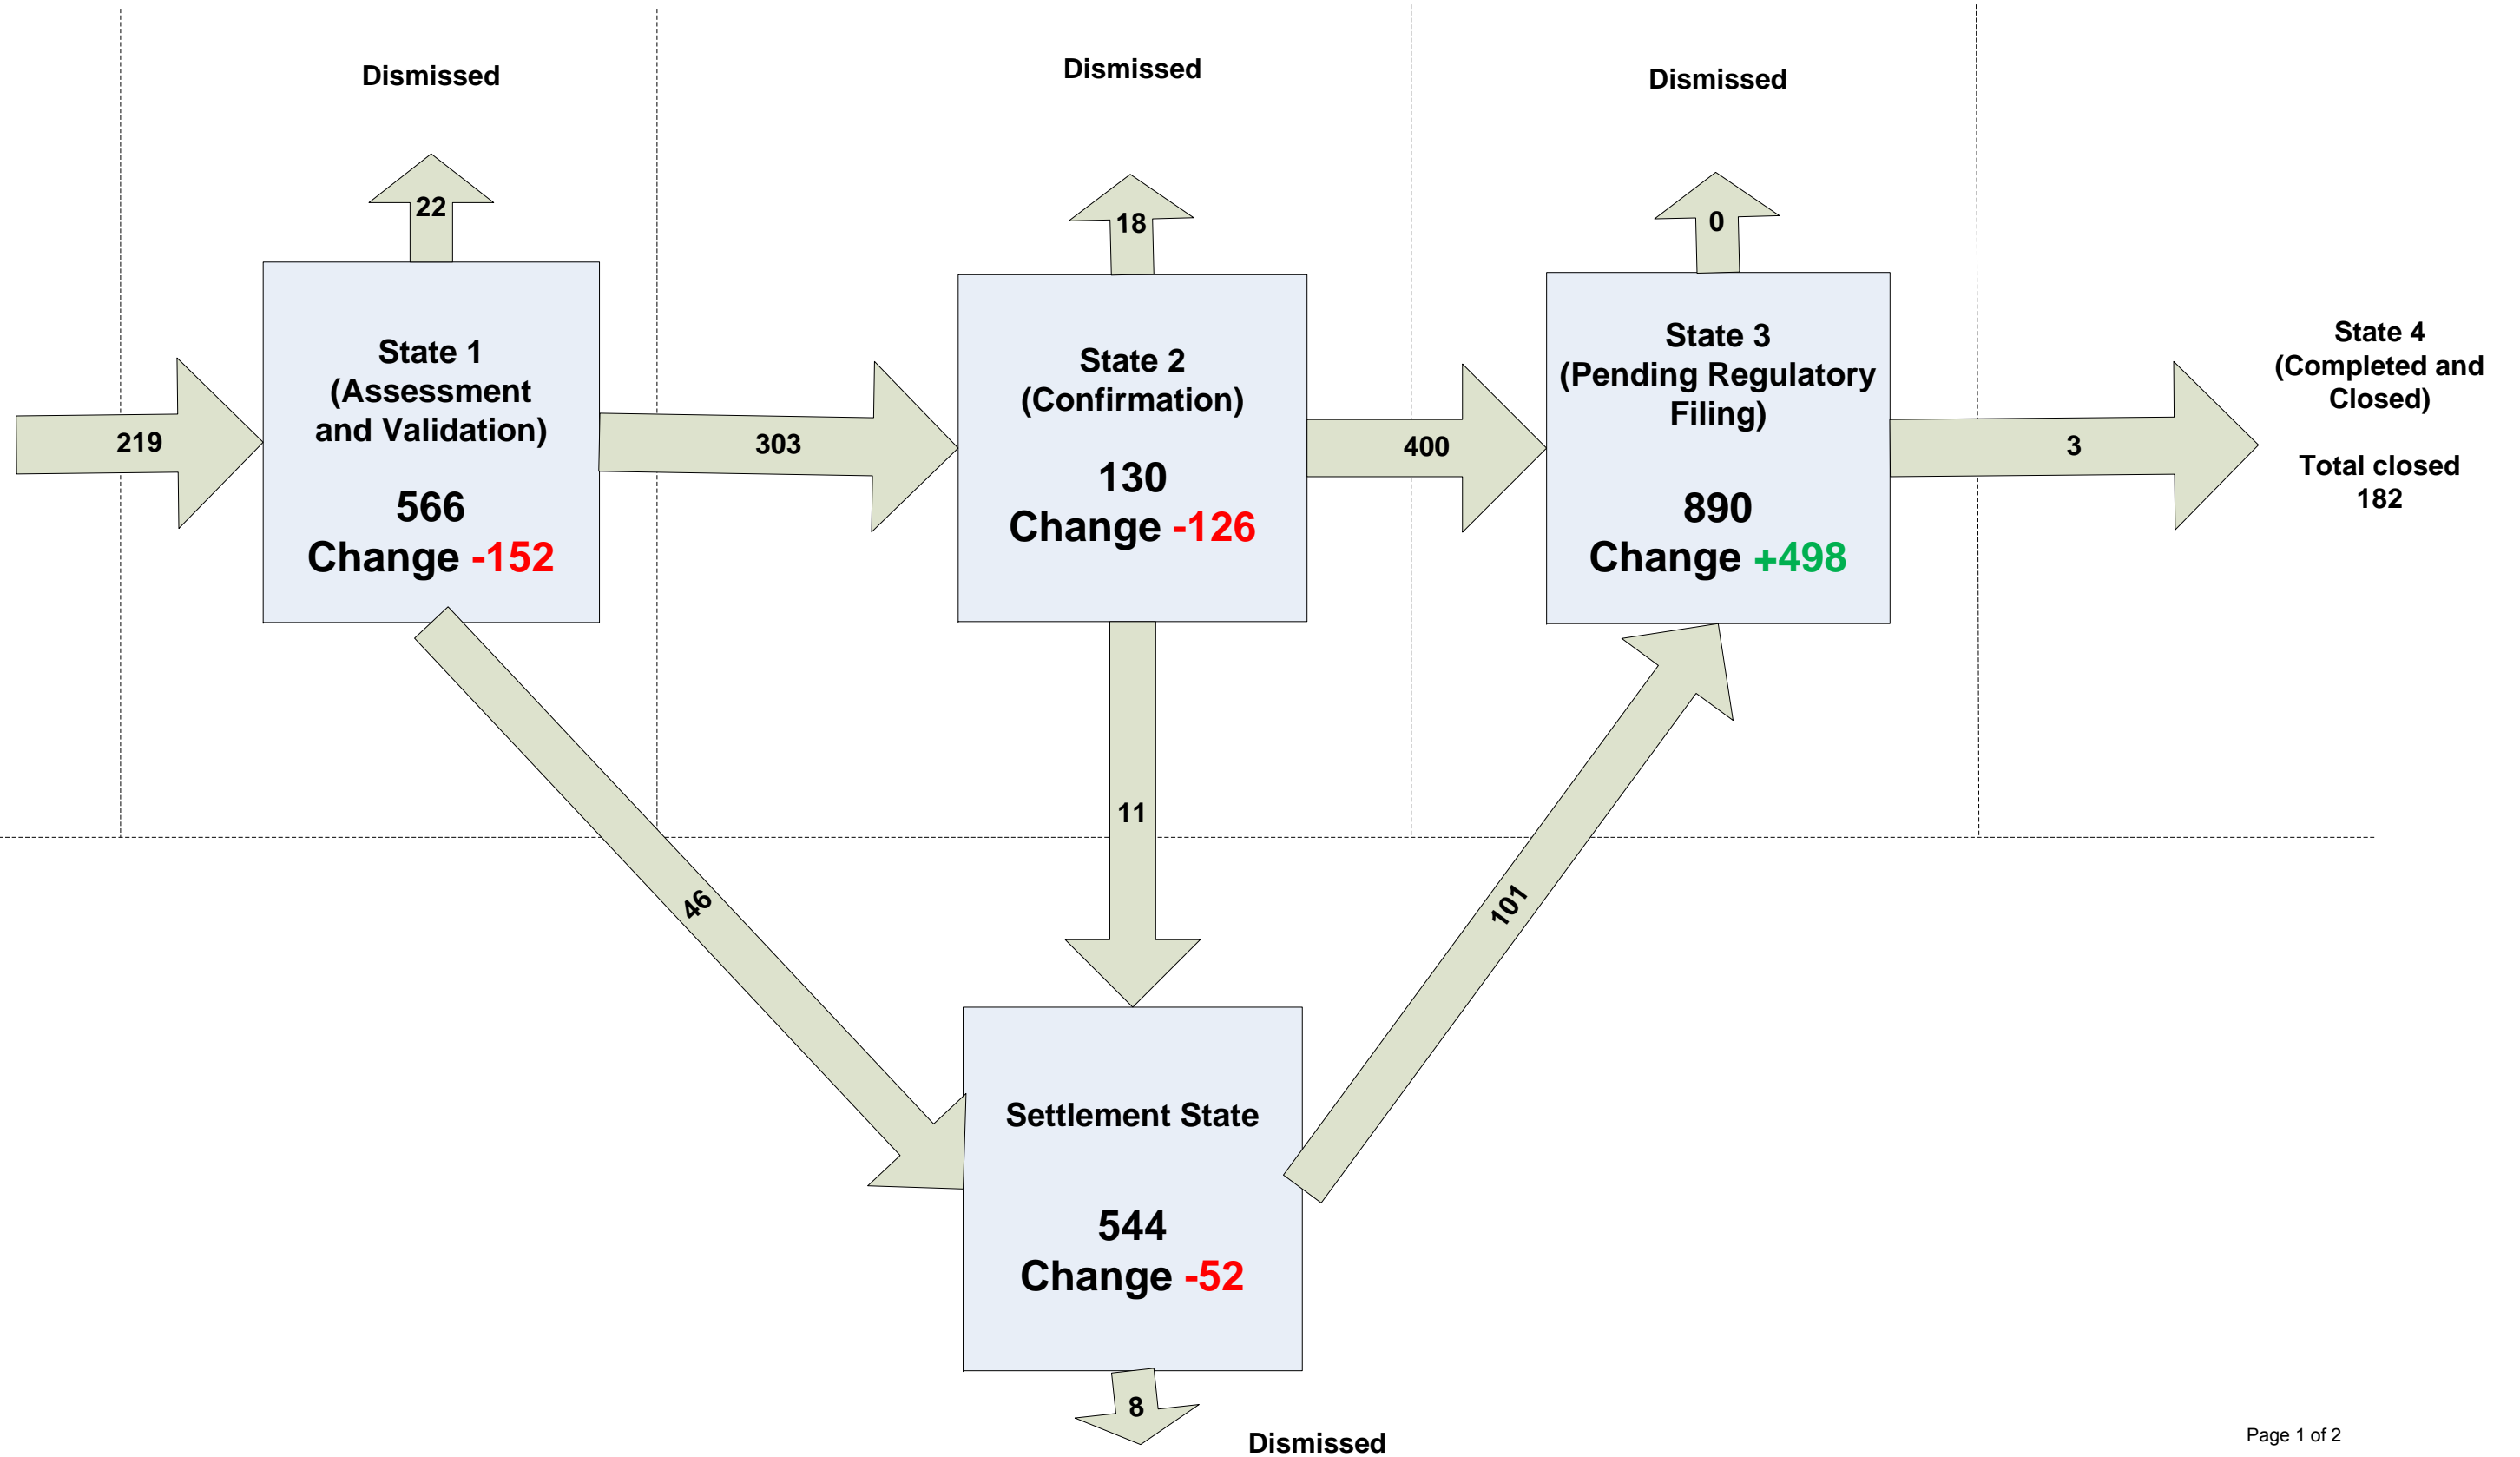 Dismissed
Dismissed
Dismissed
22
18
0
219
State 1
(Assessment
and Validation)
566
Change -152
303
State 2
(Confirmation)
130
Change -126
400
State 3
(Pending Regulatory
Filing)
890
Change +498
3
State 4
(Completed and
Closed)
Total closed
182
46
11
101
Settlement State
544
Change -52
8
Dismissed
Page 1 of 2